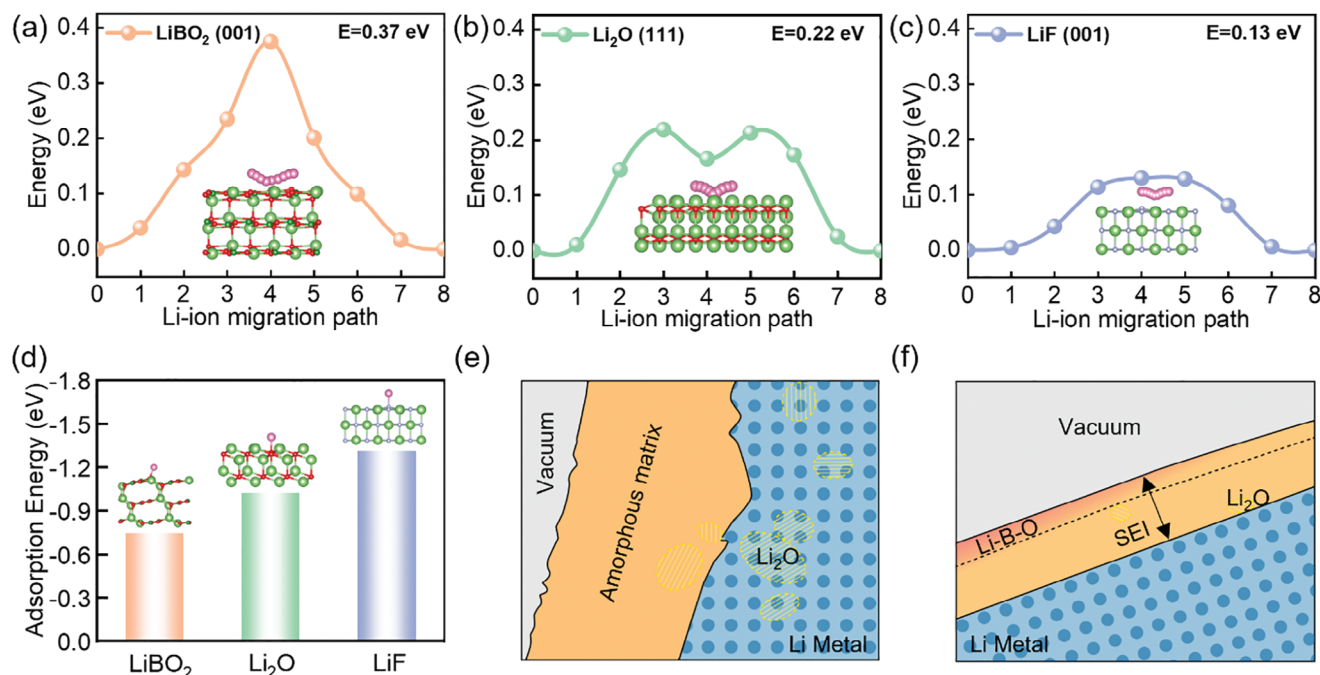 (a)
LiBO₂ (001)
E=0.37 eV
Energy (eV)
0.4
0.3
0.2
0.1
0.0
0 1 2 3 4 5 6 7 8
Li-ion migration path
(b)
Li₂O (111)
E=0.22 eV
Energy (eV)
0.4
0.3
0.2
0.1
0.0
0 1 2 3 4 5 6 7 8
Li-ion migration path
(c)
LiF (001)
E=0.13 eV
Energy (eV)
0.4
0.3
0.2
0.1
0.0
0 1 2 3 4 5 6 7 8
Li-ion migration path
(d)
Adsorption Energy (eV)
-1.8
-1.5
-1.2
-0.9
-0.6
-0.3
0.0
LiBO₂ Li₂O LiF
(e)
Vacuum
Amorphous matrix
Li₂O
Li Metal
(f)
Vacuum
Li-B-O
SEI
Li₂O
Li Metal